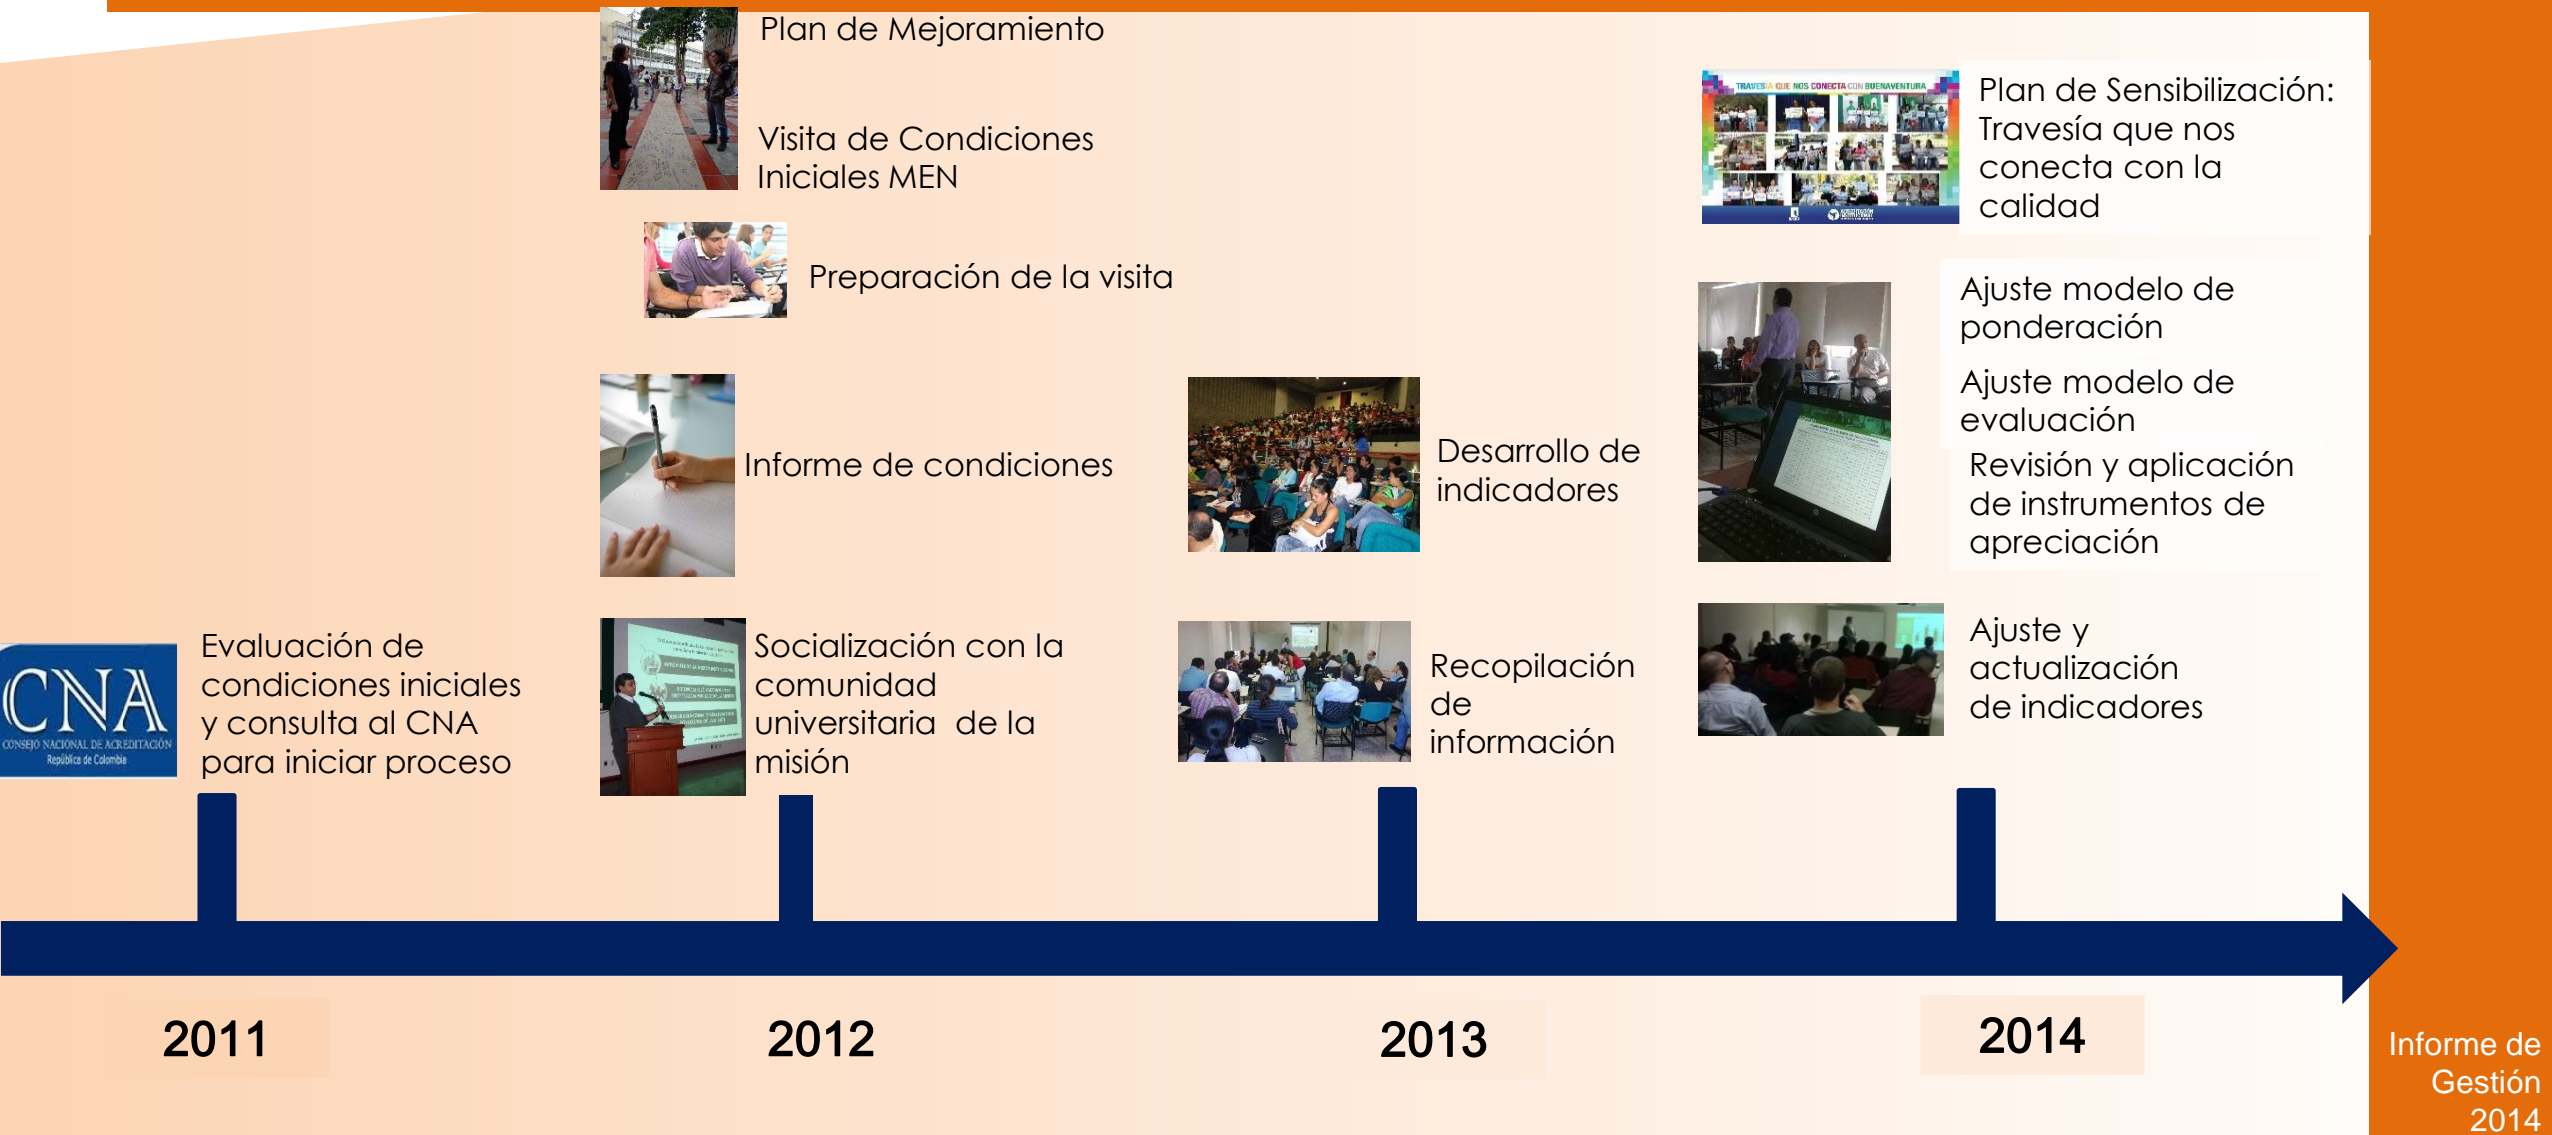 Plan de Mejoramiento
Visita de Condiciones
Iniciales MEN
Preparación de la visita
Informe de condiciones
Socialización con la
comunidad
universitaria de la
misión
CNA
CONSEJO NACIONAL DE ACREDITACIÓN
República de Colombia
Evaluación de
condiciones iniciales
y consulta al CNA
para iniciar proceso
Desarrollo de
indicadores
Recopilación
de
información
TRAVESÍA QUE NOS CONECTA CON BUENAVENTURA
ACREDITACIÓN
INSTITUCIONAL
Plan de Sensibilización:
Travesía que nos
conecta con la
calidad
Ajuste modelo de
ponderación
Ajuste modelo de
evaluación
Revisión y aplicación
de instrumentos de
apreciación
Ajuste y
actualización
de indicadores
2011
2012
2013
2014
Informe de
Gestión
2014